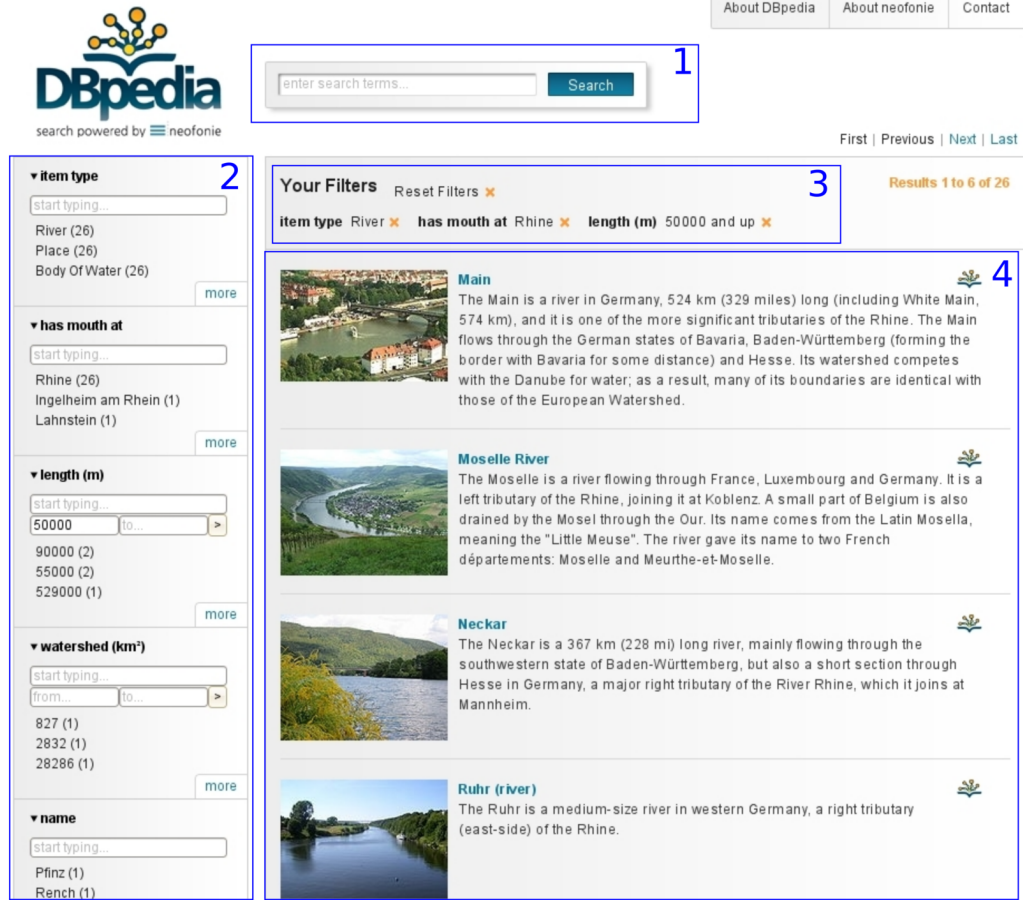 About DBpedia
About neofonie
Contact
DBpedia
search powered by neofonie
1
enter search terms...
Search
First | Previous | Next | Last
2
▾ item type
start typing...
River (26)
Place (26)
Body Of Water (26)
more
▾ has mouth at
start typing...
Rhine (26)
Ingelheim am Rhein (1)
Lahnstein (1)
more
▾ length (m)
start typing...
50000 to... >
90000 (2)
55000 (2)
529000 (1)
more
▾ watershed (km²)
start typing...
from... to... >
827 (1)
2832 (1)
28286 (1)
more
▾ name
start typing...
Pfinz (1)
Rench (1)
3
Your Filters Reset Filters ×
item type River × has mouth at Rhine × length (m) 50000 and up ×
Results 1 to 6 of 26
4
Main
The Main is a river in Germany, 524 km (329 miles) long (including White Main,
574 km), and it is one of the more significant tributaries of the Rhine. The Main
flows through the German states of Bavaria, Baden-Württemberg (forming the
border with Bavaria for some distance) and Hesse. Its watershed competes
with the Danube for water; as a result, many of its boundaries are identical with
those of the European Watershed.
Moselle River
The Moselle is a river flowing through France, Luxembourg and Germany. It is a
left tributary of the Rhine, joining it at Koblenz. A small part of Belgium is also
drained by the Mosel through the Our. Its name comes from the Latin Mosella,
meaning the "Little Meuse". The river gave its name to two French
départements: Moselle and Meurthe-et-Moselle.
Neckar
The Neckar is a 367 km (228 mi) long river, mainly flowing through the
southwestern state of Baden-Württemberg, but also a short section through
Hesse in Germany, a major right tributary of the River Rhine, which it joins at
Mannheim.
Ruhr (river)
The Ruhr is a medium-size river in western Germany, a right tributary
(east-side) of the Rhine.